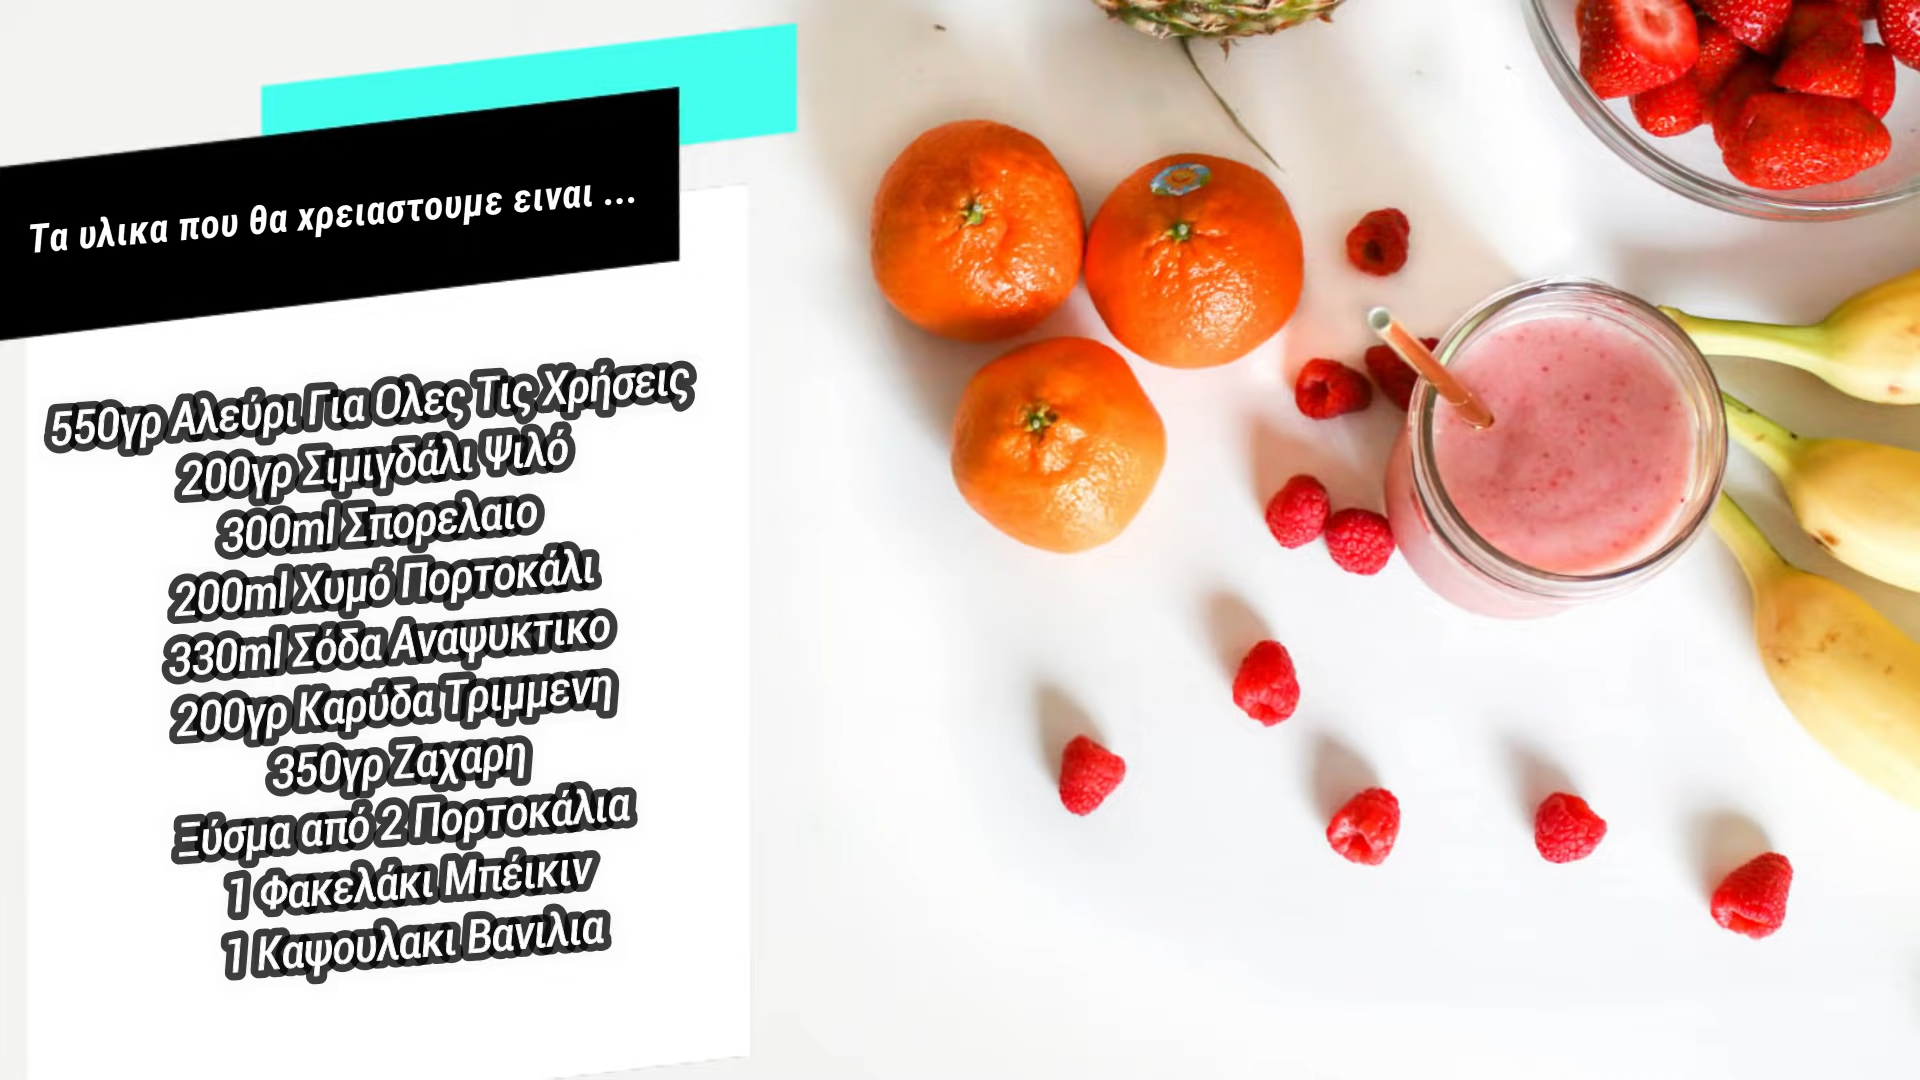 Τα υλικα που θα χρειαστουμε ειναι ...
550γρ Αλεύρι Για Ολες Τις Χρήσεις
200γρ Σιμιγδάλι Ψιλό
300ml Σπορελαιο
200ml Χυμό Πορτοκάλι
330ml Σόδα Αναψυκτικο
200γρ Καρύδα Τριμμενη
350γρ Ζαχαρη
Ξύσμα από 2 Πορτοκάλια
1 Φακελάκι Μπέικιν
1 Καψουλακι Βανιλια